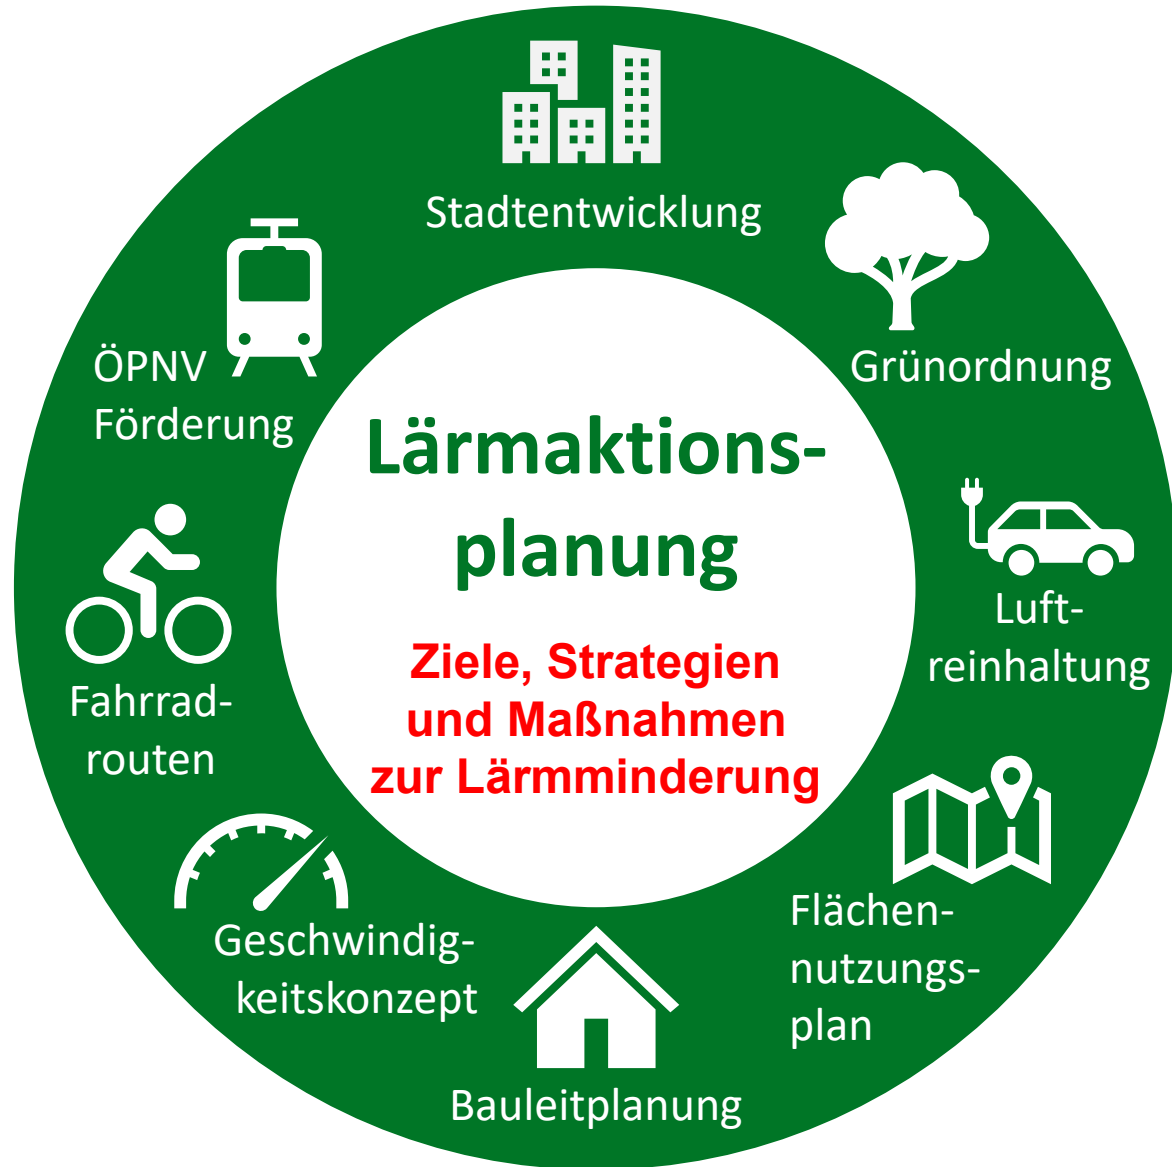 Stadtentwicklung
Grünordnung
Luft-
reinhaltung
Flächen-
nutzungs-
plan
Bauleitplanung
Geschwindig-
keitskonzept
Fahrrad-
routen
ÖPNV
Förderung
Lärmaktions-
planung
Ziele, Strategien
und Maßnahmen
zur Lärmminderung